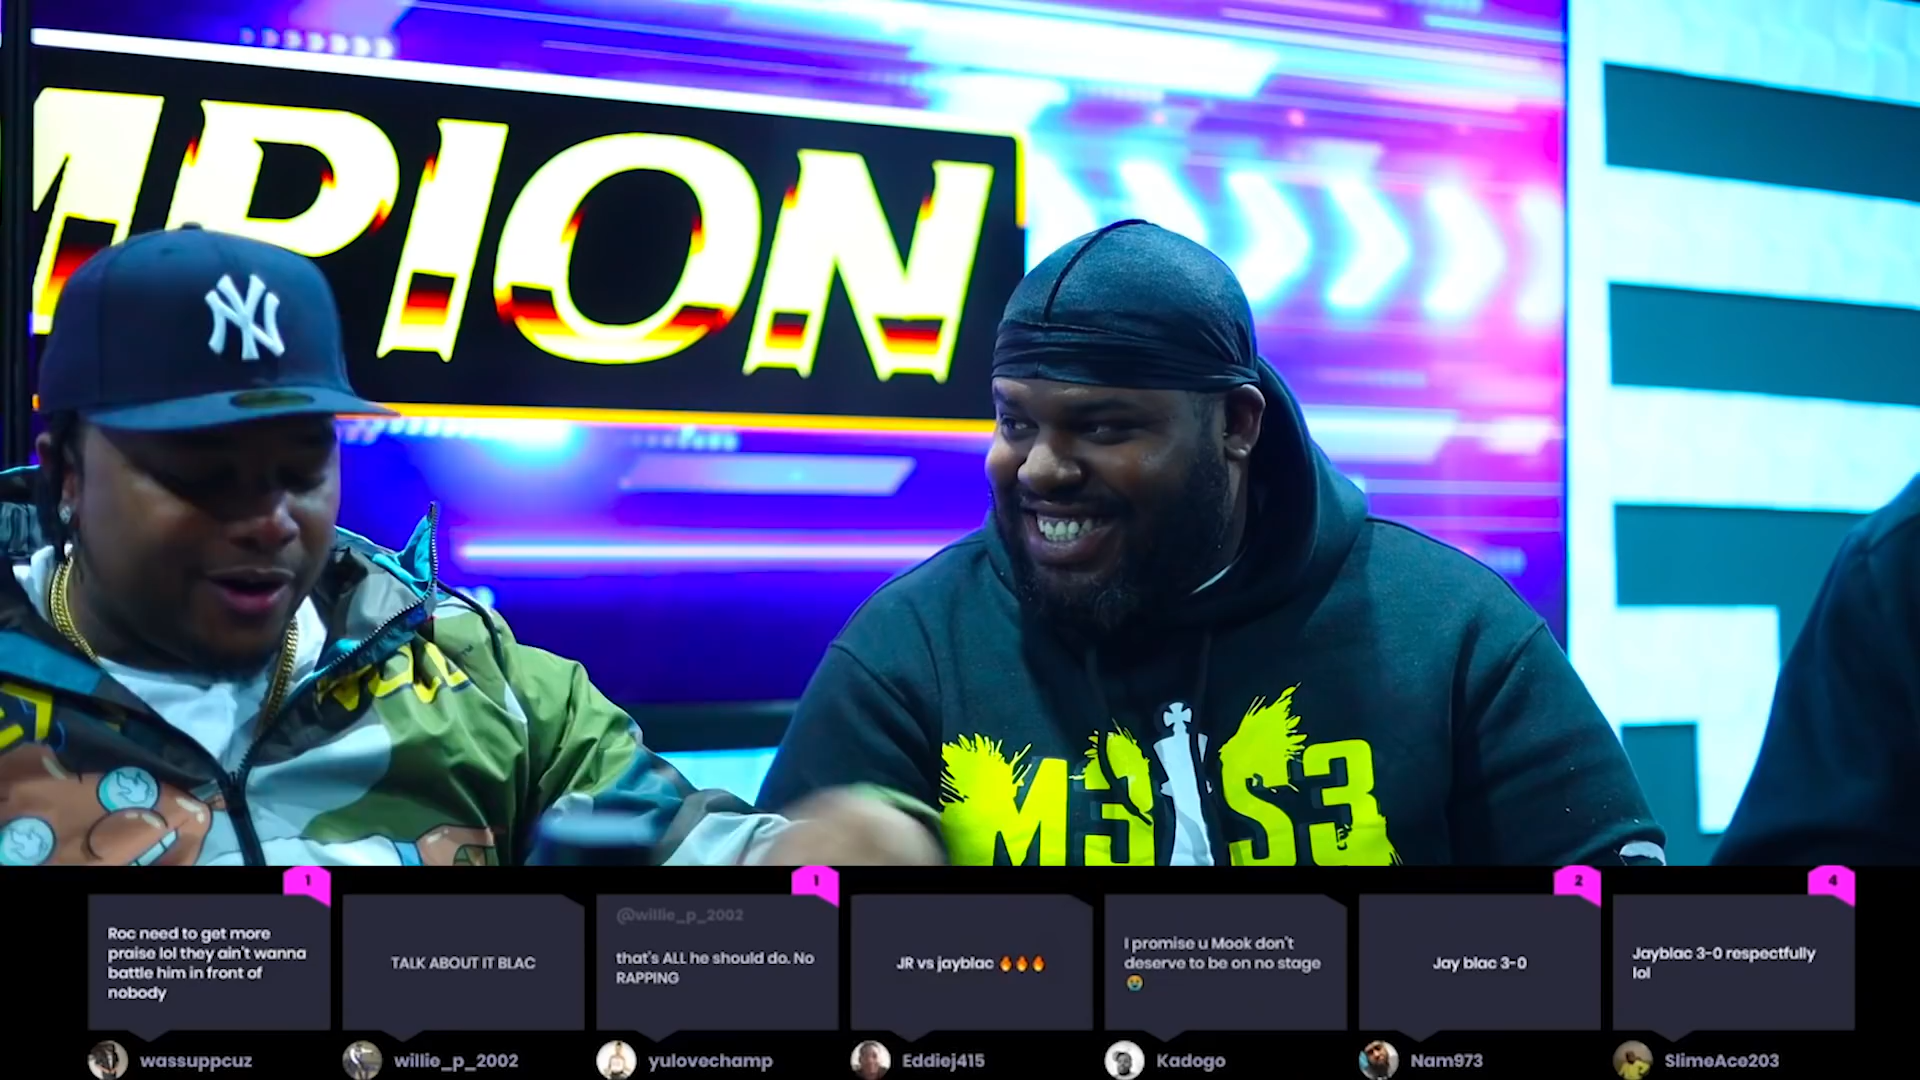 MPION
NY
M3 S3
1
Roc need to get more
praise lol they ain't wanna
battle him in front of
nobody
wassuppcuz
TALK ABOUT IT BLAC
willie_p_2002
1
@willie_p_2002
that's ALL he should do. No
RAPPING
yulovechamp
JR vs jayblac 🔥🔥🔥
Eddiej415
I promise u Mook don't
deserve to be on no stage
😭
Kadogo
2
Jay blac 3-0
Nam973
4
Jayblac 3-0 respectfully
lol
SlimeAce203